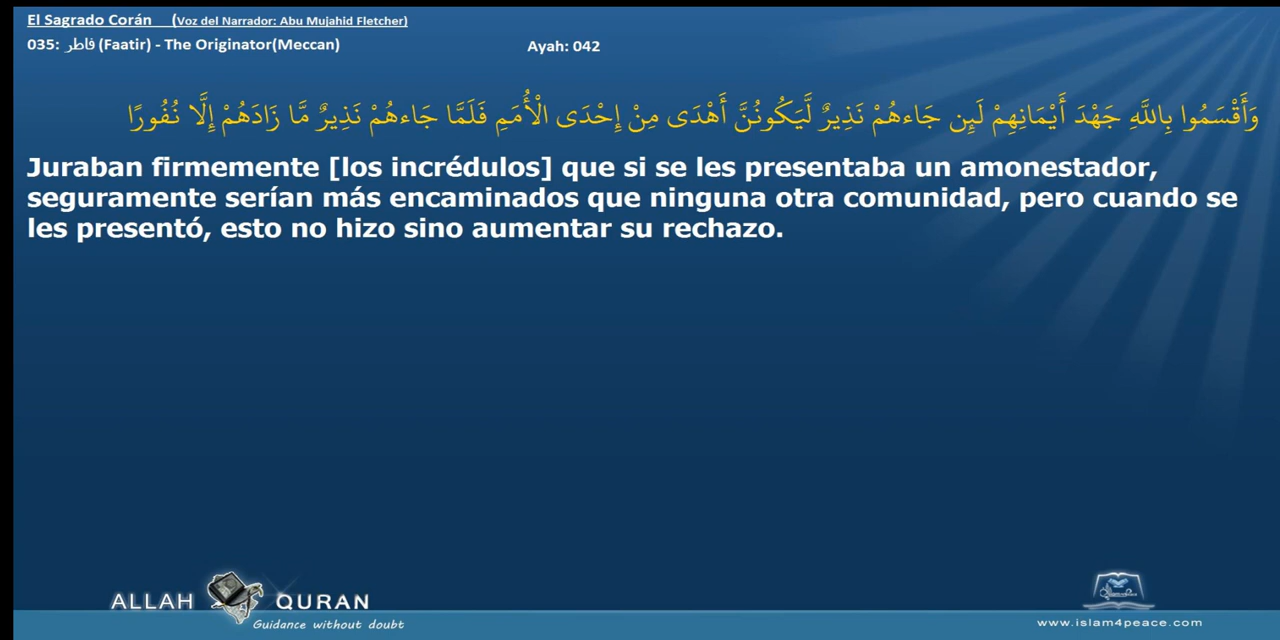 El Sagrado Corán (Voz del Narrador: Abu Mujahid Fletcher)
035: فاطر (Faatir) - The Originator(Meccan) Ayah: 042
وَأَقْسَمُوا بِاللَّهِ جَهْدَ أَيْمَانِهِمْ لَئِن جَاءهُمْ نَذِيرٌ لَّيَكُونُنَّ أَهْدَى مِنْ إِحْدَى الْأُمَمِ فَلَمَّا جَاءهُمْ نَذِيرٌ مَّا زَادَهُمْ إِلَّا نُفُورًا
Juraban firmemente [los incrédulos] que si se les presentaba un amonestador,
seguramente serían más encaminados que ninguna otra comunidad, pero cuando se
les presentó, esto no hizo sino aumentar su rechazo.
ALLAH QURAN
Guidance without doubt
www.islam4peace.com